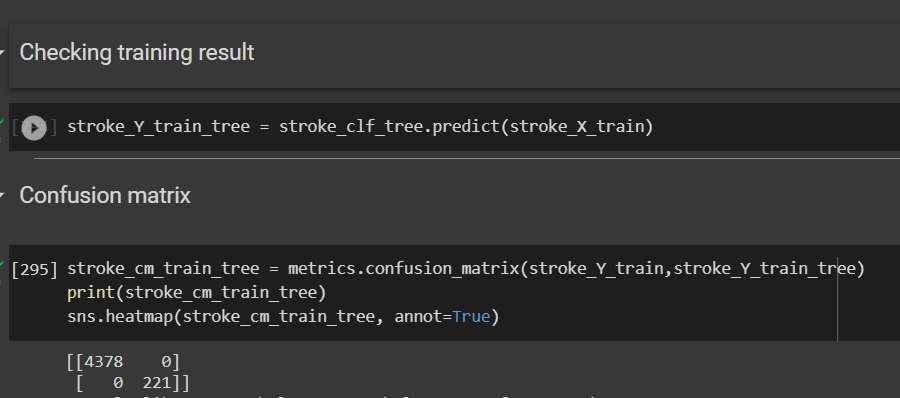 Checking training result
stroke_Y_train_tree = stroke_clf_tree.predict(stroke_X_train)
Confusion matrix
[295] stroke_cm_train_tree = metrics.confusion_matrix(stroke_Y_train,stroke_Y_train_tree)
print(stroke_cm_train_tree)
sns.heatmap(stroke_cm_train_tree, annot=True)
[[4378    0]
 [   0  221]]